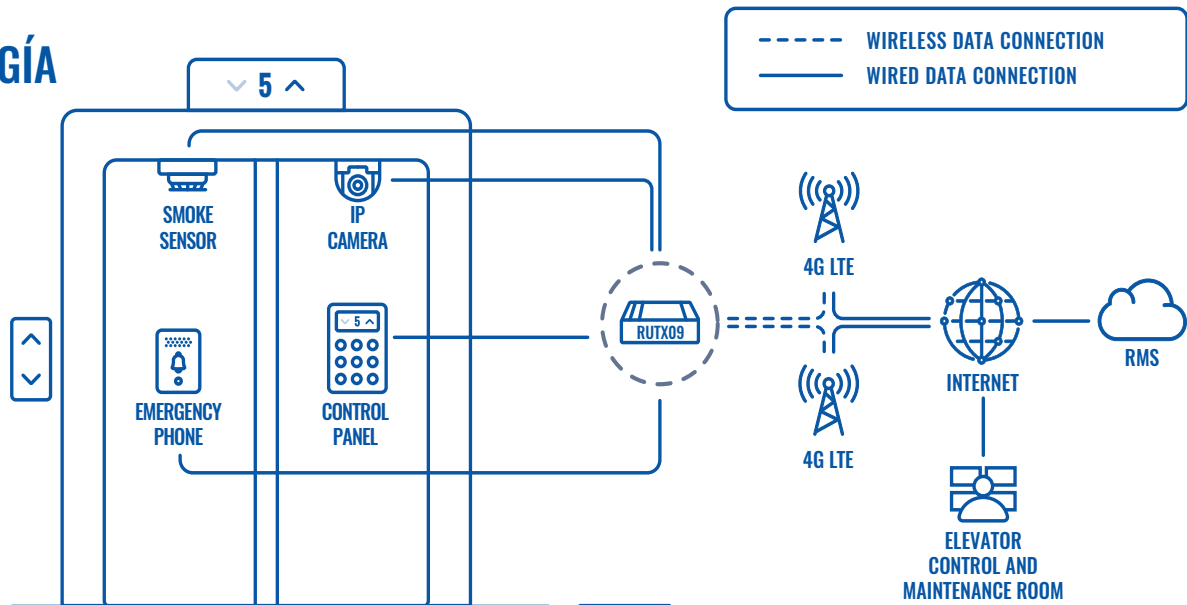 GÍA
WIRELESS DATA CONNECTION
WIRED DATA CONNECTION
5
SMOKE
SENSOR
IP
CAMERA
4G LTE
5
RUTX09
EMERGENCY
PHONE
CONTROL
PANEL
4G LTE
INTERNET
RMS
ELEVATOR
CONTROL AND
MAINTENANCE ROOM